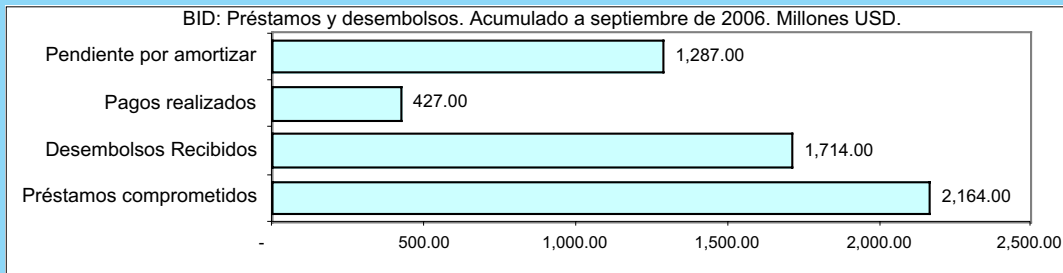 BID: Préstamos y desembolsos. Acumulado a septiembre de 2006. Millones USD.
Pendiente por amortizar 1,287.00
Pagos realizados 427.00
Desembolsos Recibidos 1,714.00
Préstamos comprometidos 2,164.00
- 500.00 1,000.00 1,500.00 2,000.00 2,500.00